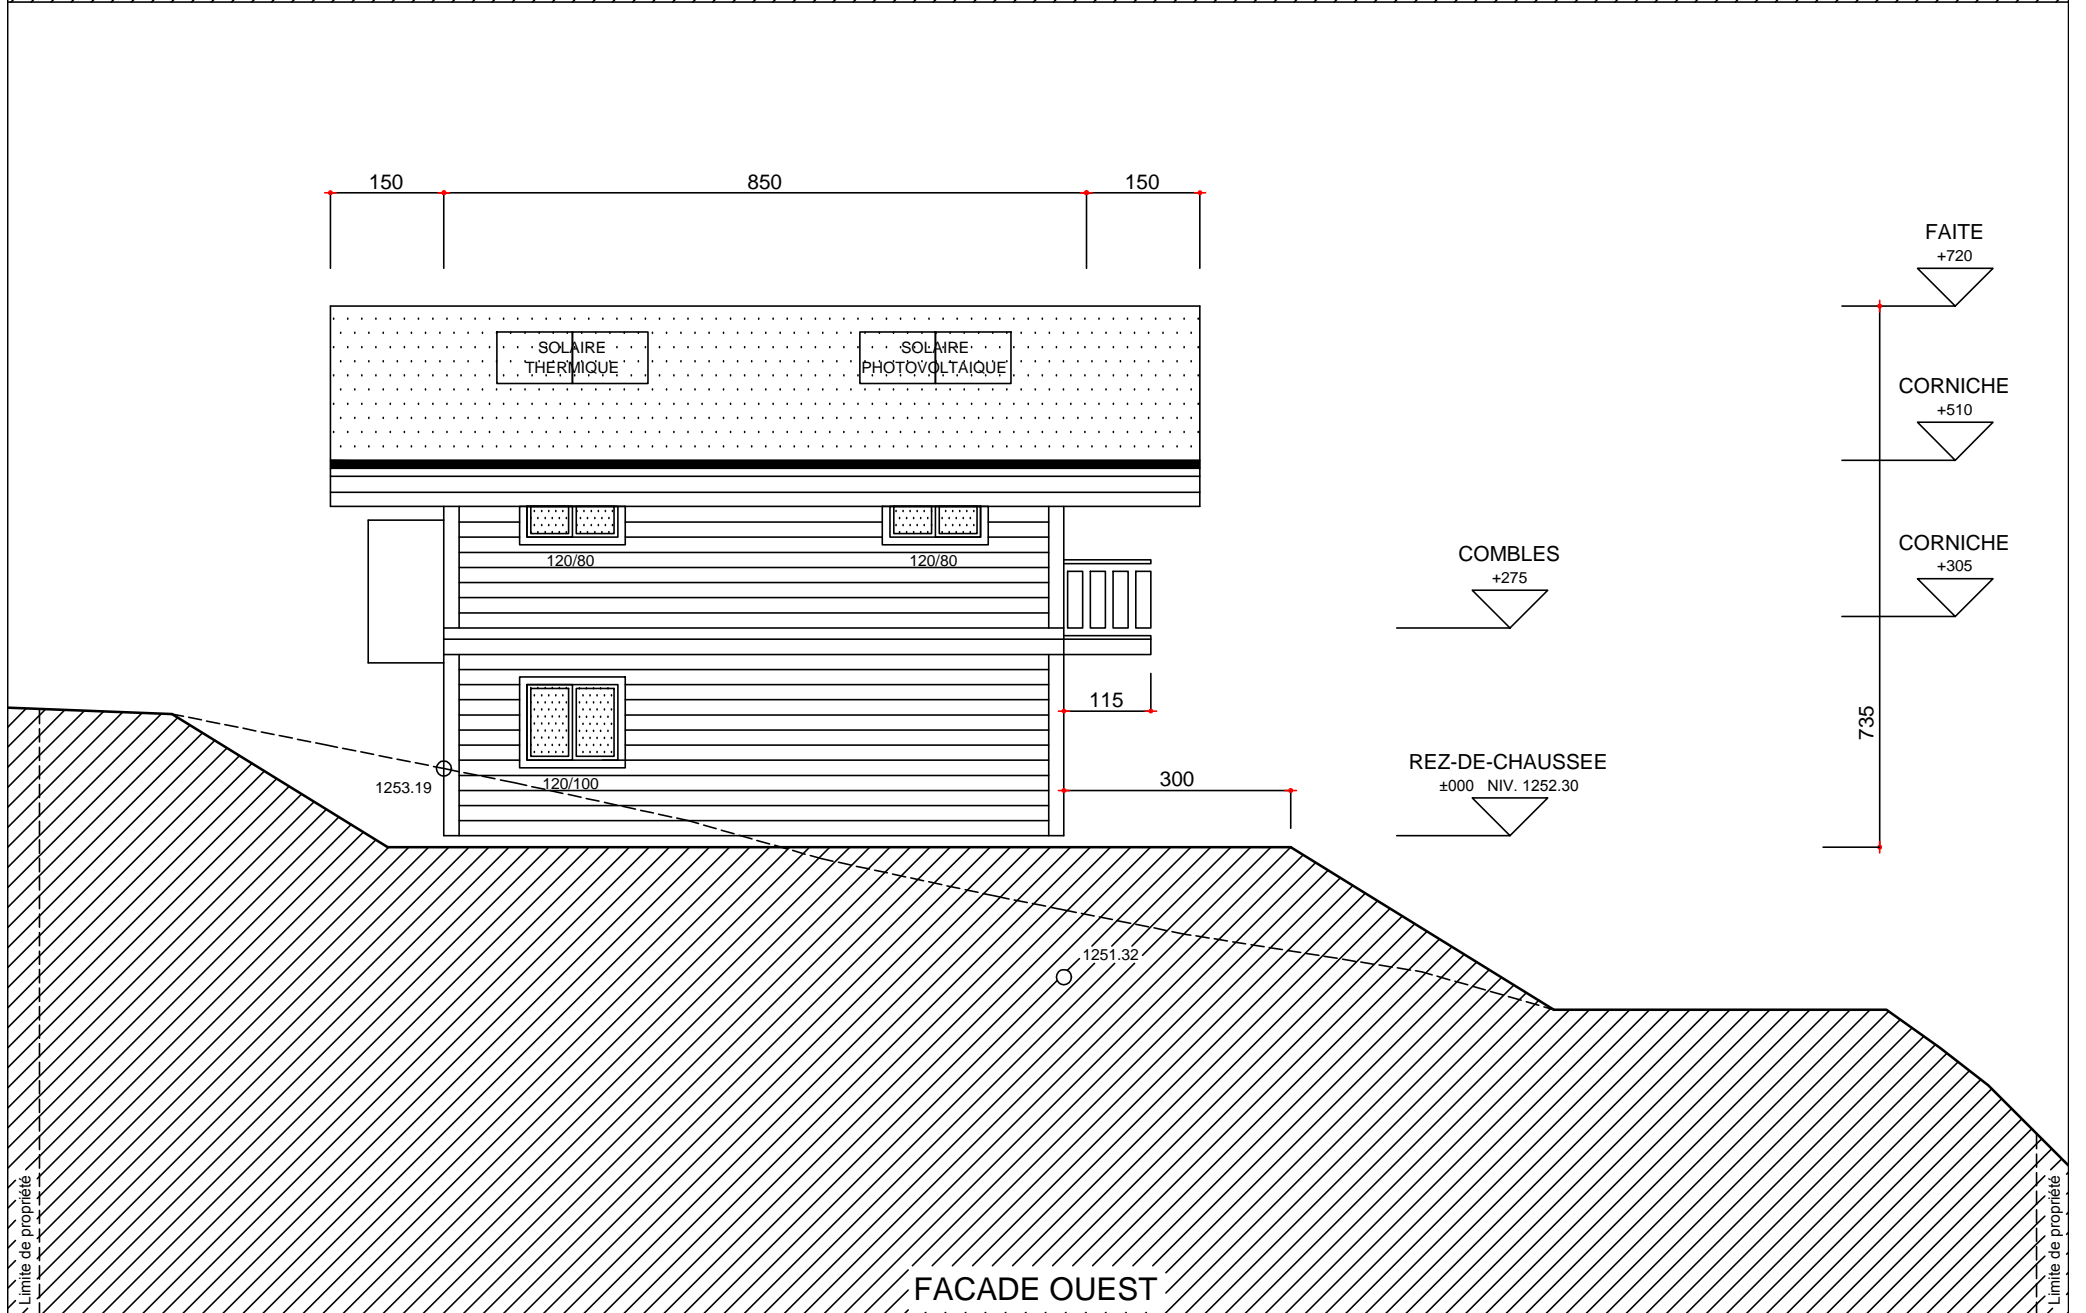 150
850
150
FAITE
+720
SOLAIRE
THERMIQUE
SOLAIRE
PHOTOVOLTAIQUE
CORNICHE
+510
120/80
120/80
COMBLES
+275
CORNICHE
+305
115
735
1253.19
120/100
300
REZ-DE-CHAUSSEE
±000 NIV. 1252.30
1251.32
Limite de propriété
Limite de propriété
FACADE OUEST